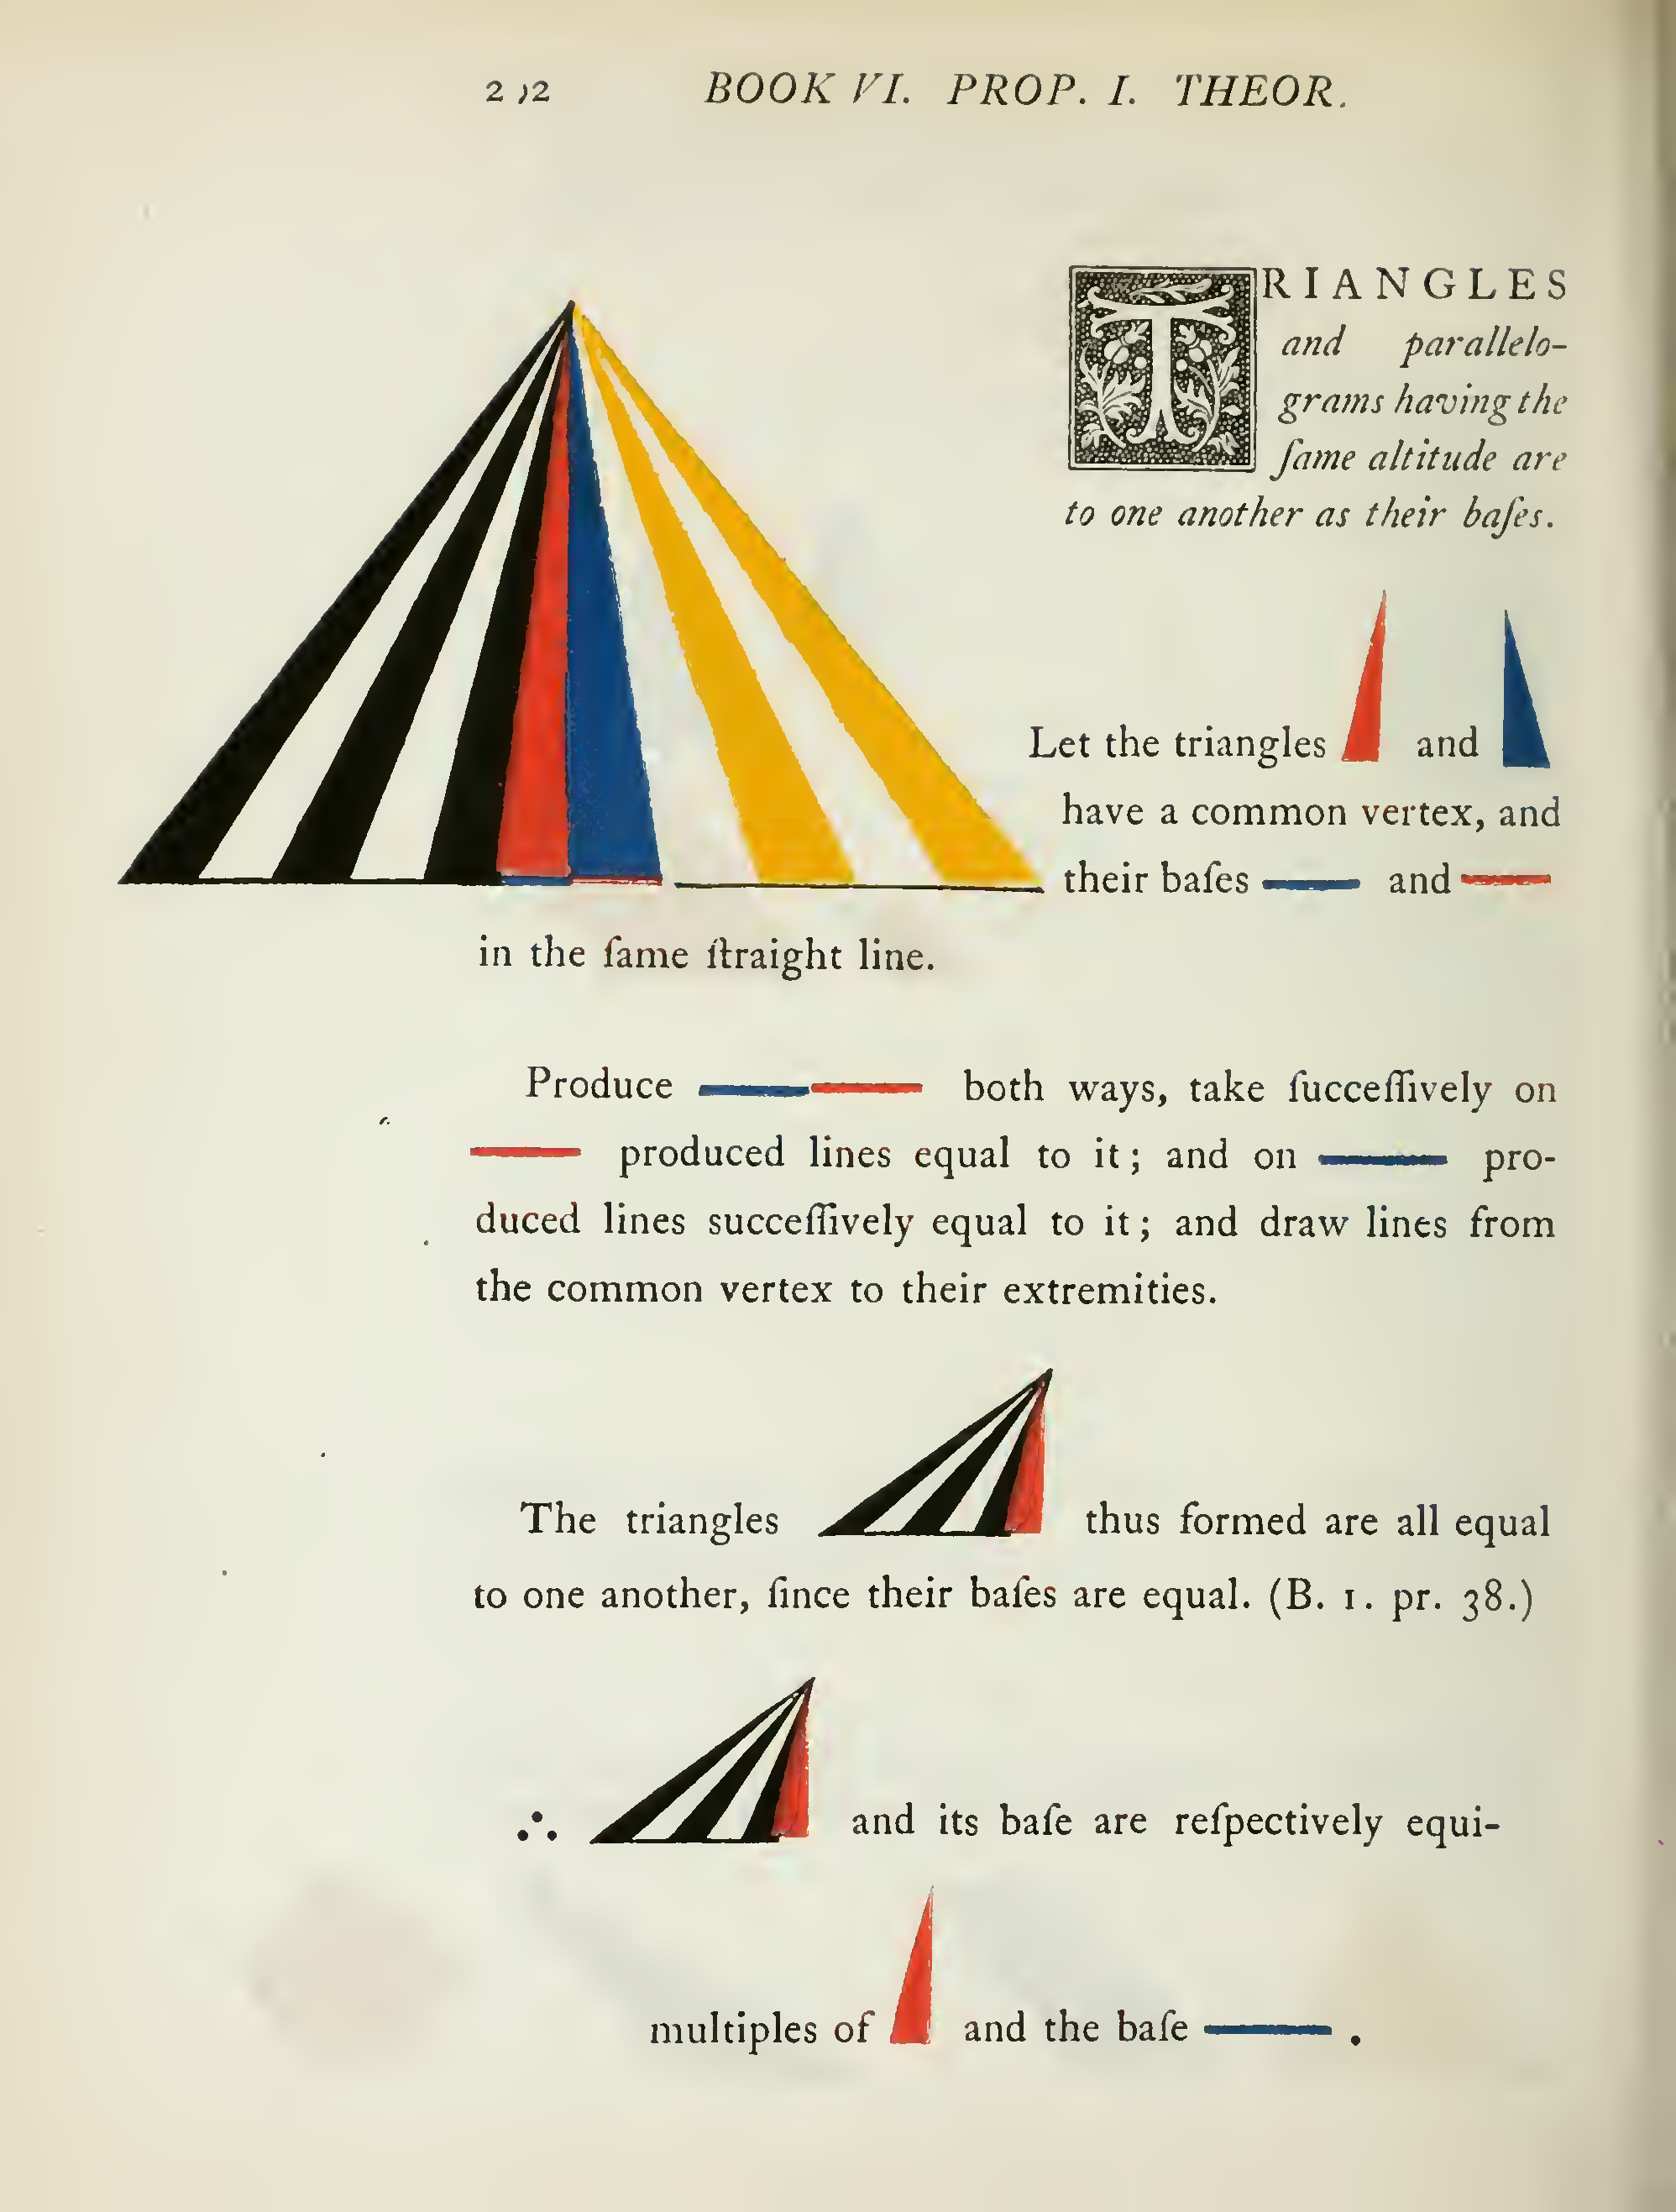 2 2 BOOK VI. PROP. I. THEOR.
TRIANGLES
and parallelo-
grams having the
ſame altitude are
to one another as their baſes.
Let the triangles and
have a common vertex, and
their baſes and
in the ſame ſtraight line.
Produce both ways, take ſucceſſively on
produced lines equal to it; and on pro-
duced lines succeſſively equal to it; and draw lines from
the common vertex to their extremities.
The triangles thus formed are all equal
to one another, ſince their baſes are equal. (B. 1. pr. 38.)
∴ and its baſe are reſpectively equi-
multiples of and the baſe .